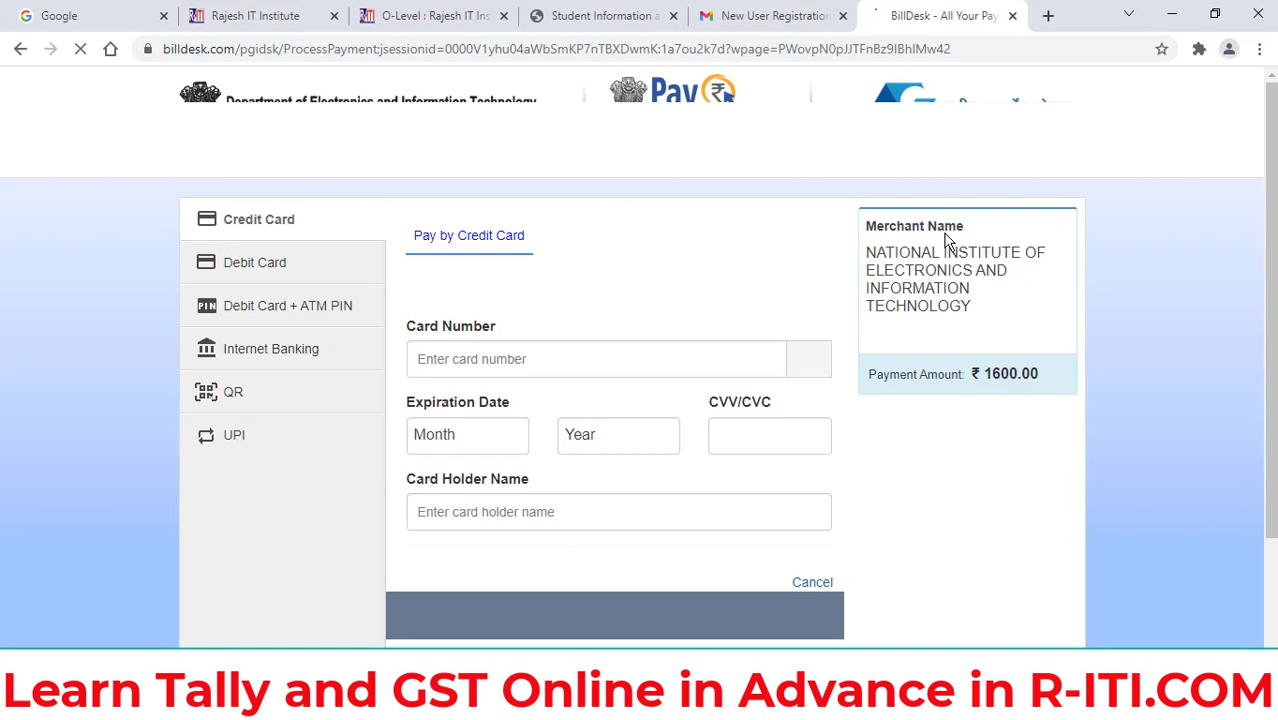 Google
Rajesh IT Institute
O-Level : Rajesh IT Ins
Student Information a
New User Registration
BillDesk - All Your Pay
billdesk.com/pgidsk/ProcessPayment;jsessionid=0000V1yhu04aWbSmKP7nTBXDwmK:1a7ou2k7d?wpage=PWovpN0pJJTFnBz9IBhIMw42
Department of Electronics and Information Technology
Pay
Credit Card
Debit Card
PIN Debit Card + ATM PIN
Internet Banking
QR
UPI
Pay by Credit Card
Card Number
Enter card number
Expiration Date
CVV/CVC
Month
Year
Card Holder Name
Enter card holder name
Cancel
Merchant Name
NATIONAL INSTITUTE OF
ELECTRONICS AND
INFORMATION
TECHNOLOGY
Payment Amount: ₹ 1600.00
Learn Tally and GST Online in Advance in R-ITI.COM